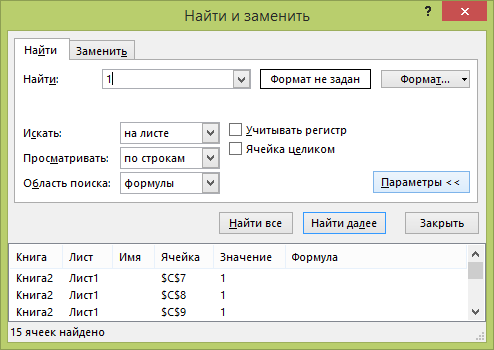 Найти и заменить
? ×
Найти Заменить
Найти: 1 Формат не задан Формат...
Искать: на листе Учитывать регистр
Просматривать: по строкам Ячейка целиком
Область поиска: формулы Параметры < <
Найти все Найти далее Закрыть
Книга Лист Имя Ячейка Значение Формула
Книга2 Лист1 $C$7 1
Книга2 Лист1 $C$8 1
Книга2 Лист1 $C$9 1
15 ячеек найдено